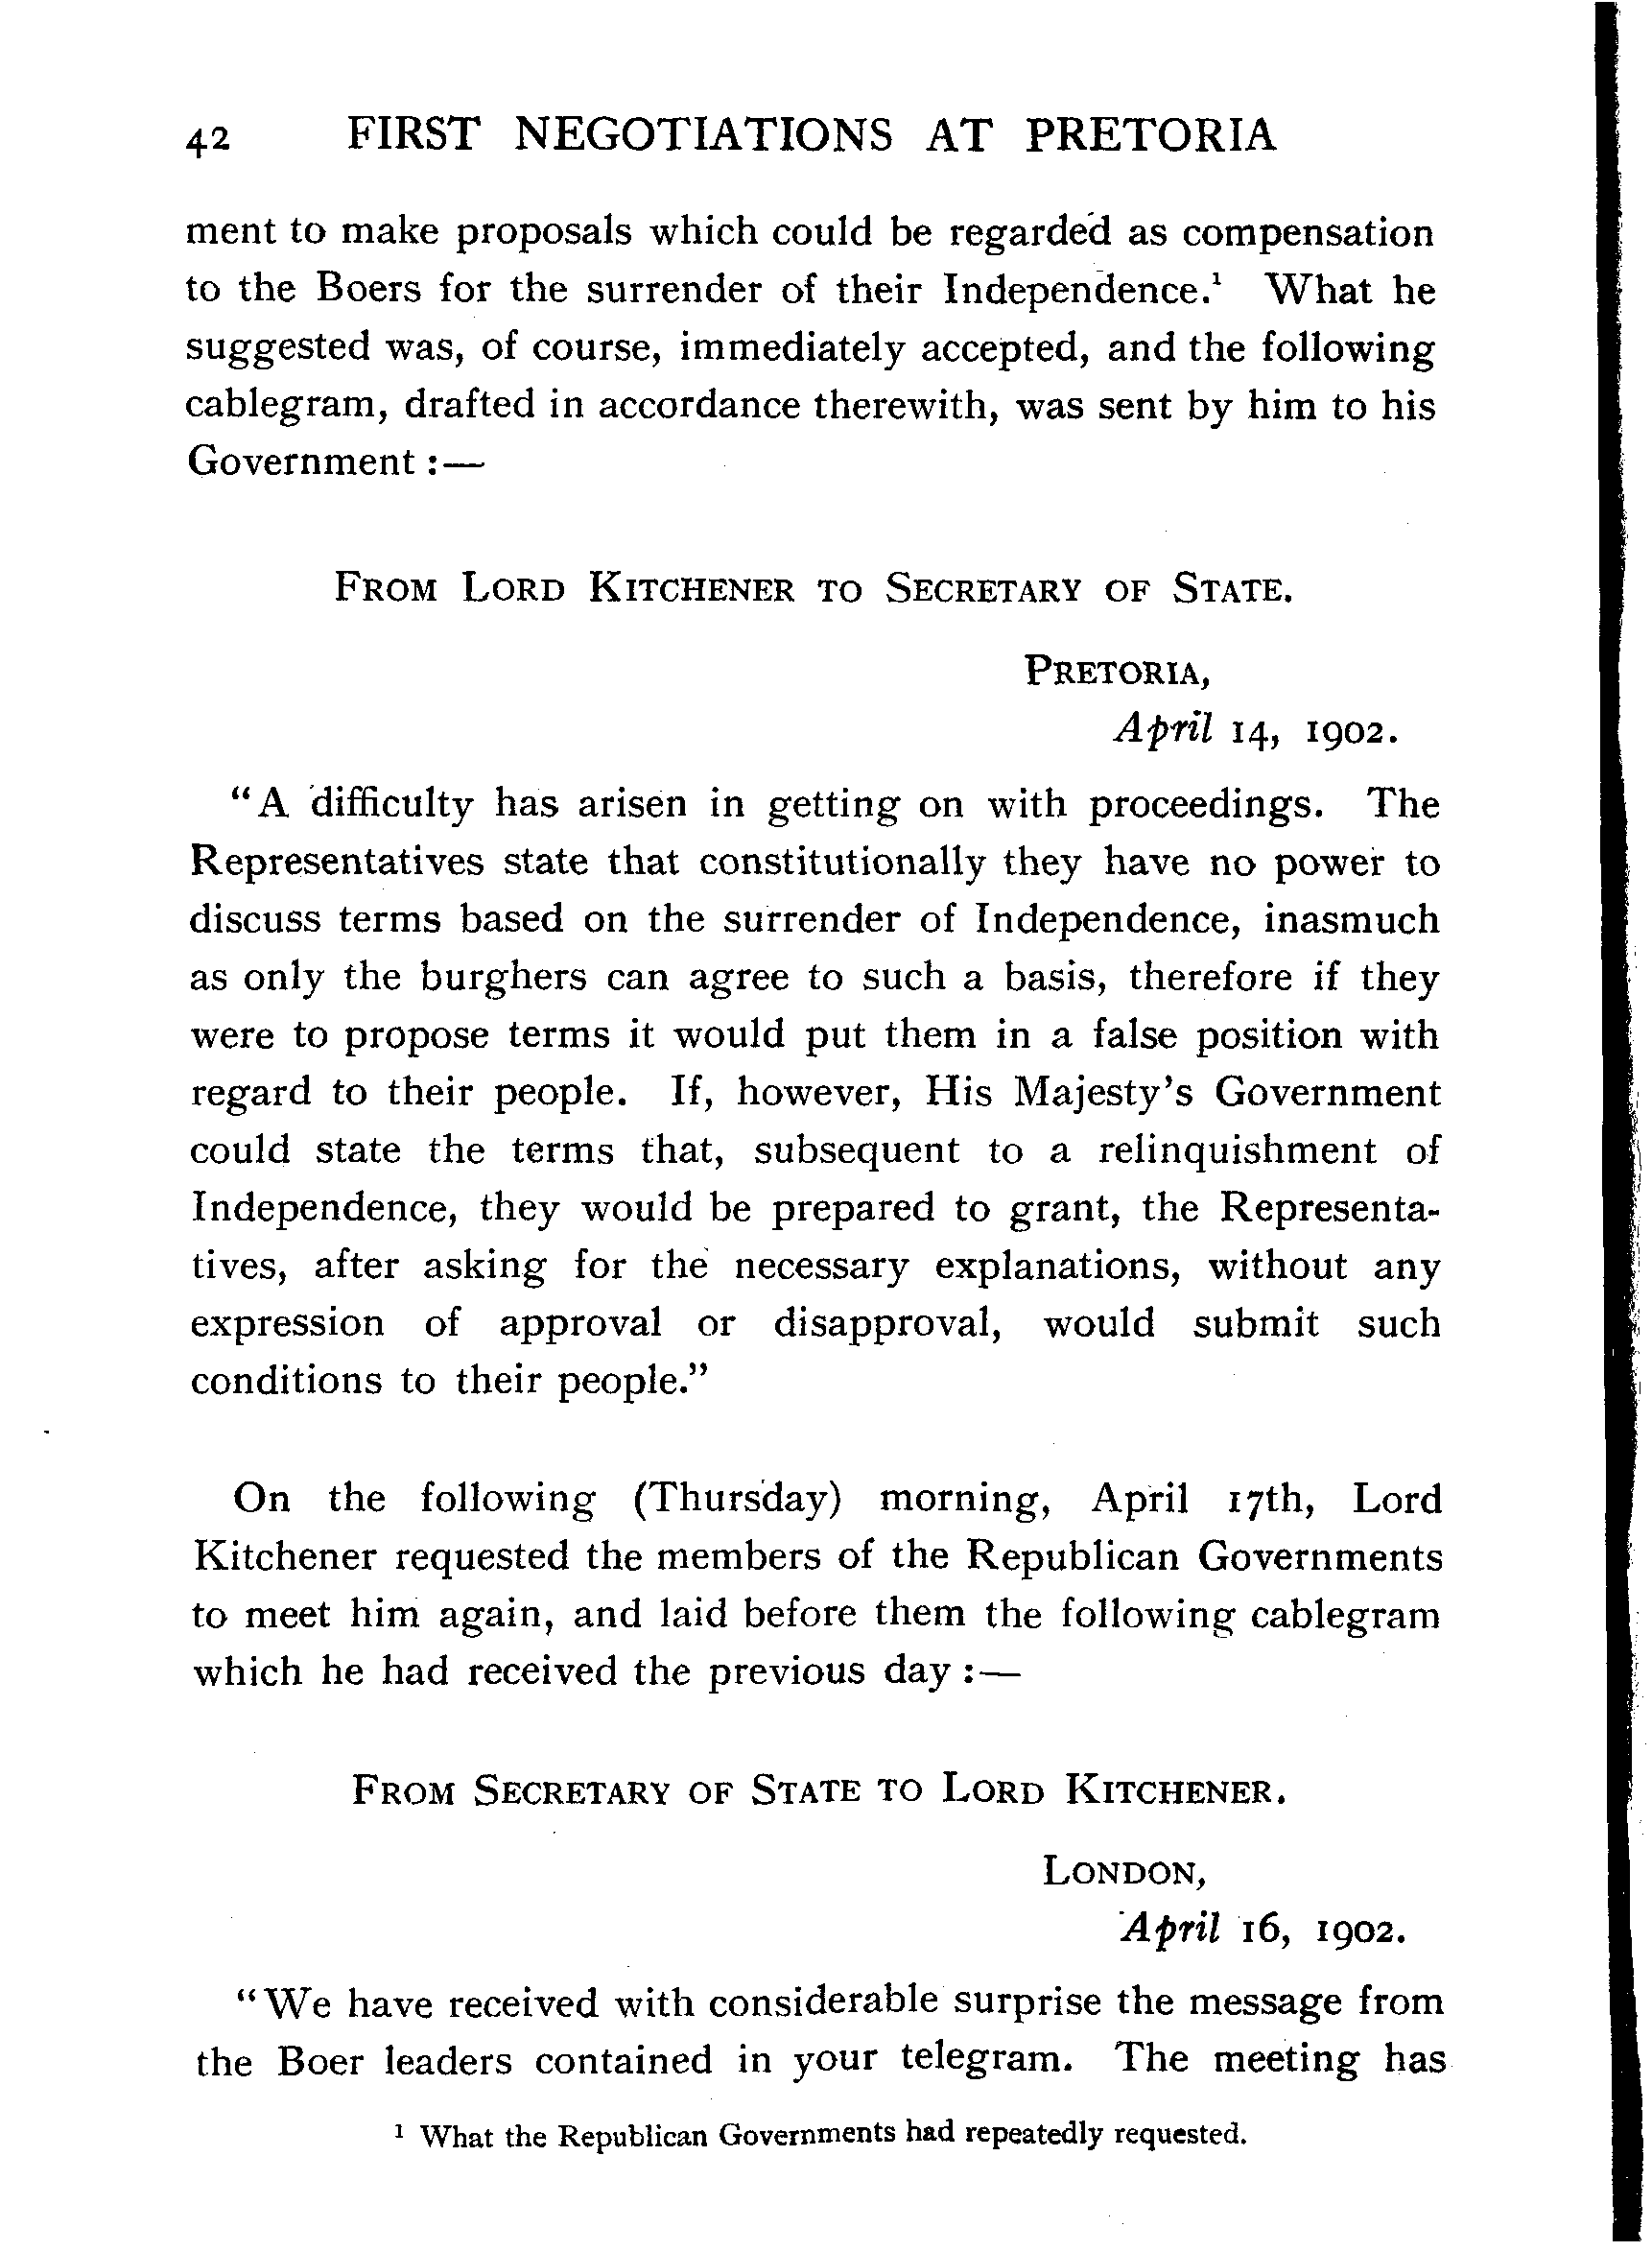 42 FIRST NEGOTIATIONS AT PRETORIA
ment to make proposals which could be regarded as compensation
to the Boers for the surrender of their Independence.¹ What he
suggested was, of course, immediately accepted, and the following
cablegram, drafted in accordance therewith, was sent by him to his
Government :—
FROM LORD KITCHENER TO SECRETARY OF STATE.
PRETORIA,
April 14, 1902.
"A difficulty has arisen in getting on with proceedings. The
Representatives state that constitutionally they have no power to
discuss terms based on the surrender of Independence, inasmuch
as only the burghers can agree to such a basis, therefore if they
were to propose terms it would put them in a false position with
regard to their people. If, however, His Majesty's Government
could state the terms that, subsequent to a relinquishment of
Independence, they would be prepared to grant, the Representa-
tives, after asking for the necessary explanations, without any
expression of approval or disapproval, would submit such
conditions to their people."
On the following (Thursday) morning, April 17th, Lord
Kitchener requested the members of the Republican Governments
to meet him again, and laid before them the following cablegram
which he had received the previous day :—
FROM SECRETARY OF STATE TO LORD KITCHENER.
LONDON,
April 16, 1902.
"We have received with considerable surprise the message from
the Boer leaders contained in your telegram. The meeting has
¹ What the Republican Governments had repeatedly requested.